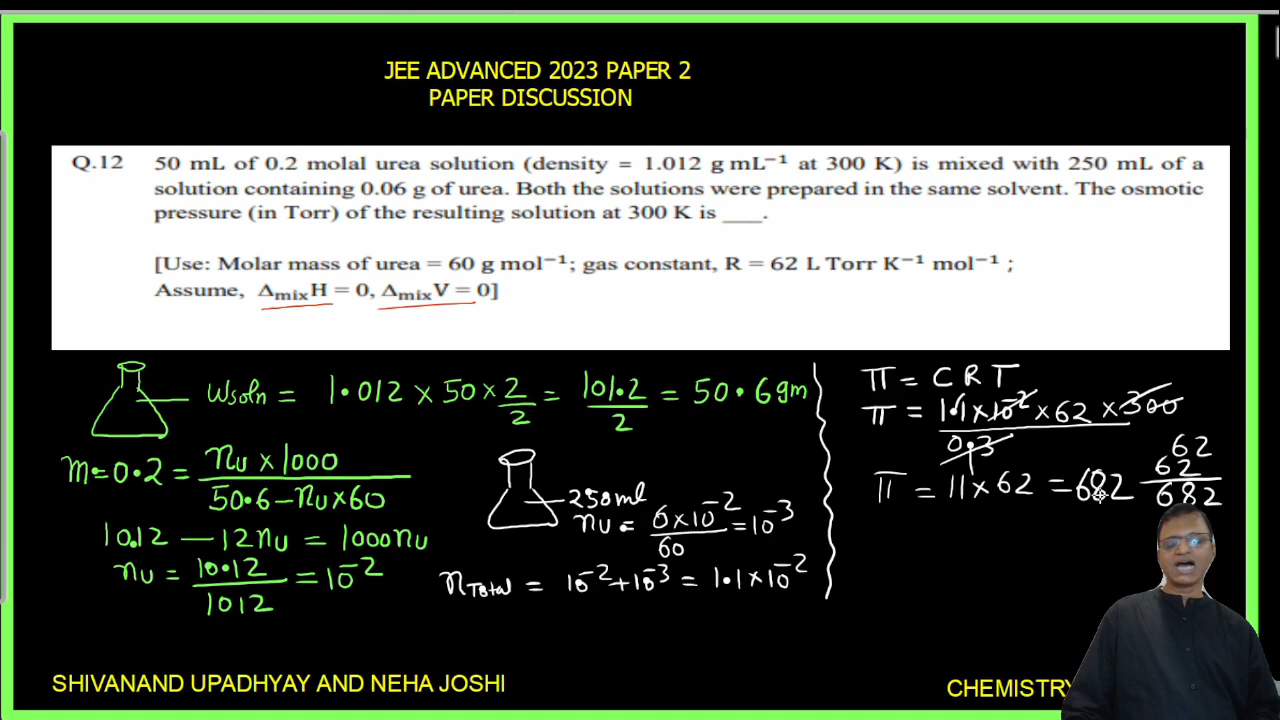 JEE ADVANCED 2023 PAPER 2
PAPER DISCUSSION
Q.12 50 mL of 0.2 molal urea solution (density = 1.012 g mL⁻¹ at 300 K) is mixed with 250 mL of a
solution containing 0.06 g of urea. Both the solutions were prepared in the same solvent. The osmotic
pressure (in Torr) of the resulting solution at 300 K is ___.
[Use: Molar mass of urea = 60 g mol⁻¹; gas constant, R = 62 L Torr K⁻¹ mol⁻¹ ;
Assume, ΔmixH = 0, ΔmixV = 0]
Wsoln = 1.012 × 50 × 2/2 = 101.2/2 = 50.6 gm
m = 0.2 = nu × 1000 / 50.6 - nu × 60
10.12 - 12nu = 1000nu
nu = 10.12/1012 = 10⁻²
250ml
nu = 6 × 10⁻²/60 = 10⁻³
nTotal = 10⁻² + 10⁻³ = 1.1 × 10⁻²
π = C R T
π = 1.1 × 10⁻² × 62 × 300 / 0.3
π = 11 × 62 = 682
62
62
682
SHIVANAND UPADHYAY AND NEHA JOSHI
CHEMISTRY